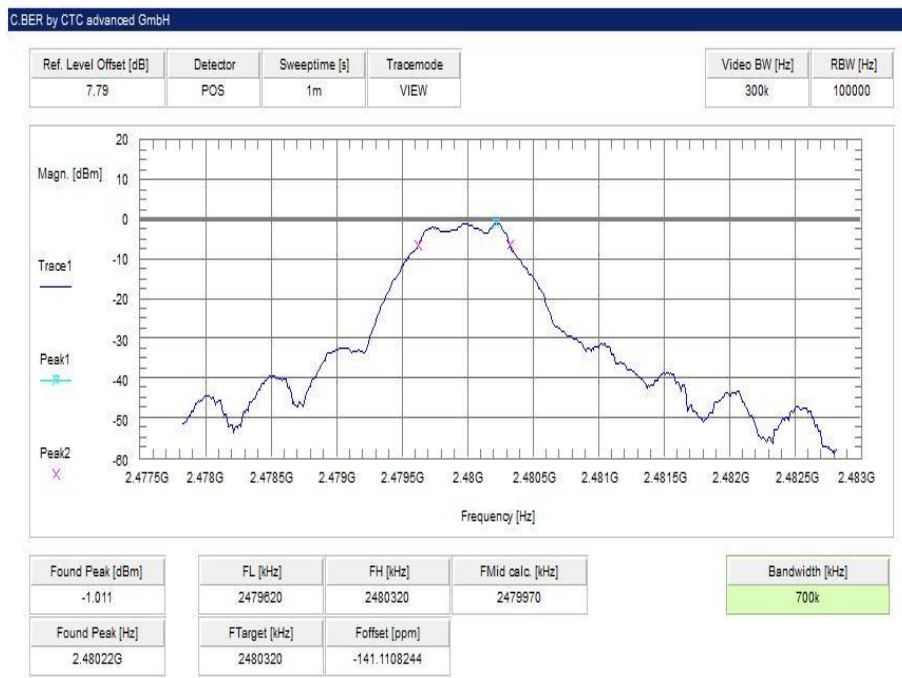 C.BER by CTC advanced GmbH
Ref. Level Offset [dB] Detector Sweeptime [s] Tracemode Video BW [Hz] RBW [Hz]
7.79 POS 1m VIEW 300k 100000
Magn. [dBm]
20
10
0
-10
-20
-30
-40
-50
-60
Trace1
Peak1
Peak2
2.4775G 2.478G 2.4785G 2.479G 2.4795G 2.48G 2.4805G 2.481G 2.4815G 2.482G 2.4825G 2.483G
Frequency [Hz]
Found Peak [dBm] FL [kHz] FH [kHz] FMid calc. [kHz] Bandwidth [kHz]
-1.011 2479620 2480320 2479970 700k
Found Peak [Hz] FTarget [kHz] Foffset [ppm]
2.48022G 2480320 -141.1108244